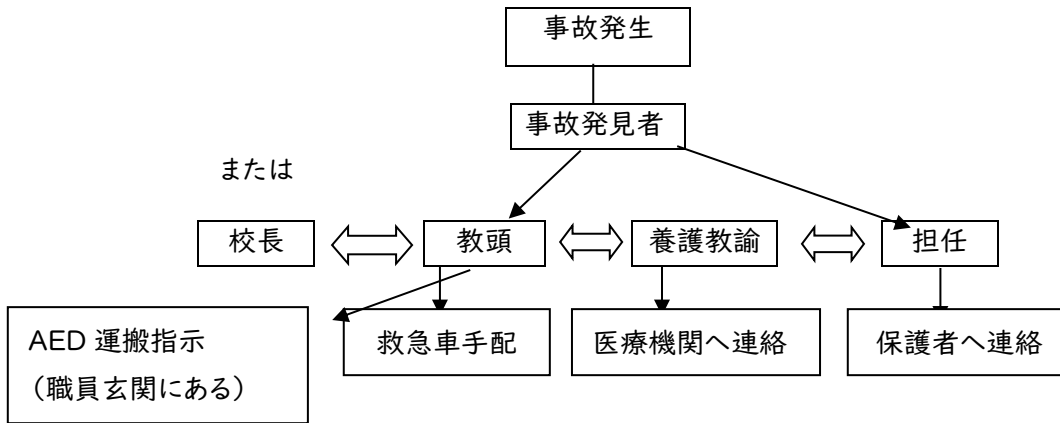 事故発生
事故発見者
または
校長
教頭
養護教諭
担任
AED 運搬指示
(職員玄関にある)
救急車手配
医療機関へ連絡
保護者へ連絡